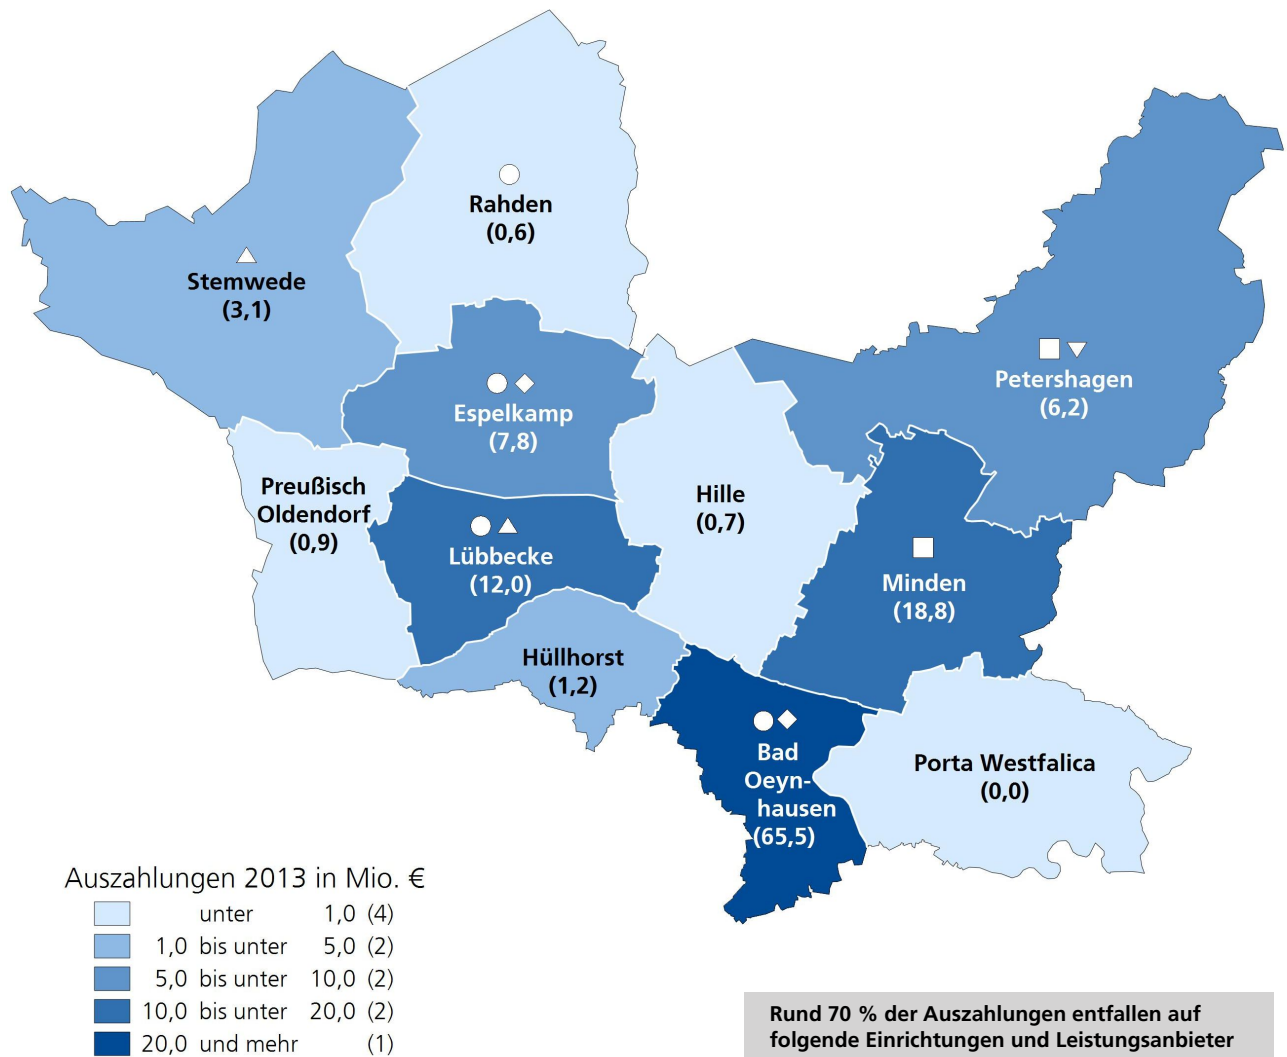 Rahden
(0,6)
Stemwede
(3,1)
Petershagen
(6,2)
Espelkamp
(7,8)
Preußisch
Oldendorf
(0,9)
Hille
(0,7)
Lübbecke
(12,0)
Minden
(18,8)
Hüllhorst
(1,2)
Bad
Oeyn-
hausen
(65,5)
Porta Westfalica
(0,0)
Auszahlungen 2013 in Mio. €
unter 1,0 (4)
1,0 bis unter 5,0 (2)
5,0 bis unter 10,0 (2)
10,0 bis unter 20,0 (2)
20,0 und mehr (1)
Rund 70 % der Auszahlungen entfallen auf
folgende Einrichtungen und Leistungsanbieter